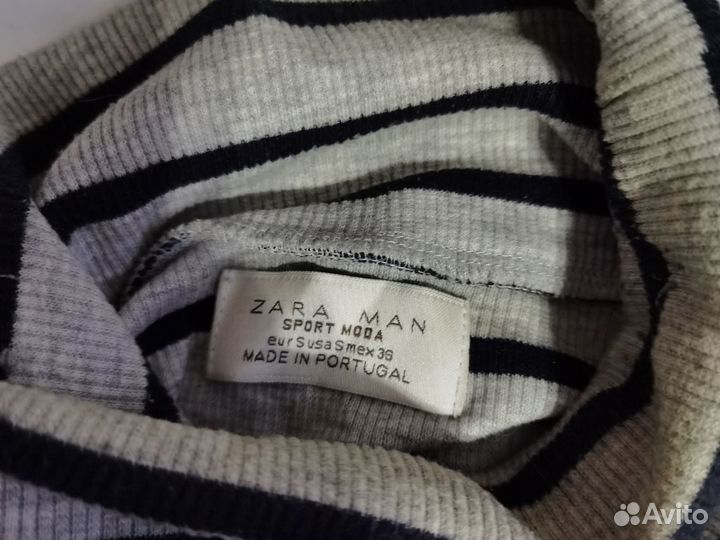 ZARA MAN
SPORT MODA
eur S usa S mex 36
MADE IN PORTUGAL
Avito